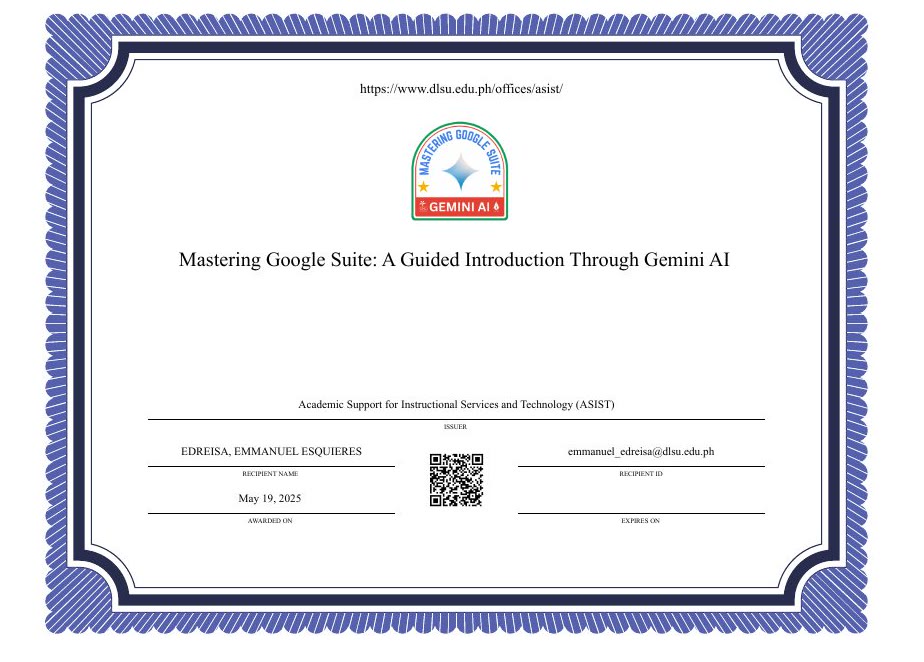 https://www.dlsu.edu.ph/offices/asist/
MASTERING GOOGLE SUITE
GEMINI AI
Mastering Google Suite: A Guided Introduction Through Gemini AI
Academic Support for Instructional Services and Technology (ASIST)
ISSUER
EDREISA, EMMANUEL ESQUIERES
emmanuel_edreisa@dlsu.edu.ph
RECIPIENT NAME
RECIPIENT ID
May 19, 2025
AWARDED ON
EXPIRES ON